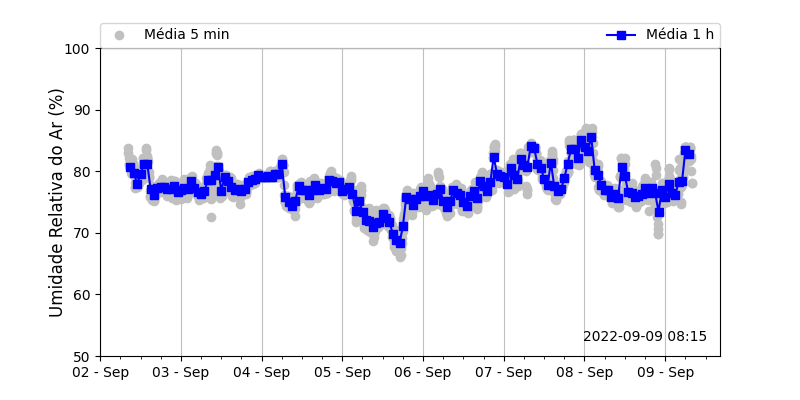 Média 5 min
Média 1 h
Umidade Relativa do Ar (%)
100
90
80
70
60
50
2022-09-09 08:15
02 - Sep
03 - Sep
04 - Sep
05 - Sep
06 - Sep
07 - Sep
08 - Sep
09 - Sep